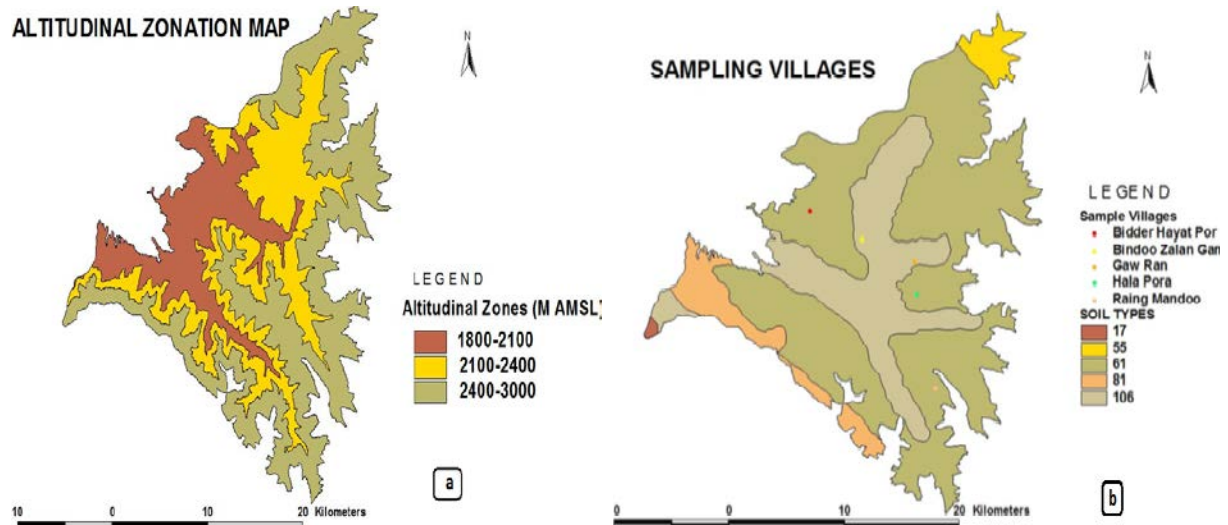 ALTITUDINAL ZONATION MAP
N
LEGEND
Altitudinal Zones (M AMSL)
1800-2100
2100-2400
2400-3000
a
10 0 10 20 Kilometers
SAMPLING VILLAGES
N
LEGEND
Sample Villages
Bidder Hayat Por
Bindoo Zalan Gan
Gaw Ran
Hala Pora
Raing Mandoo
SOIL TYPES
17
55
61
81
106
b
0 10 20 Kilometers